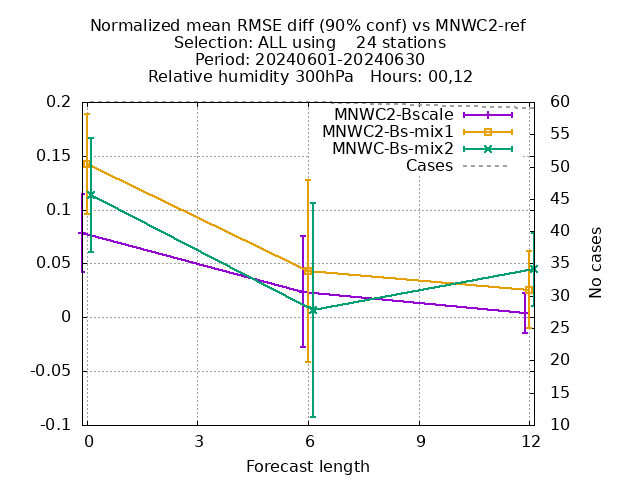 Normalized mean RMSE diff (90% conf) vs MNWC2-ref
Selection: ALL using    24 stations
Period: 20240601-20240630
Relative humidity 300hPa   Hours: 00,12
0.2
0.15
0.1
0.05
0
-0.05
-0.1
MNWC2-Bscale
MNWC2-Bs-mix1
MNWC-Bs-mix2
Cases
60
55
50
45
40
35
30
25
20
15
10
No cases
0
3
6
9
12
Forecast length